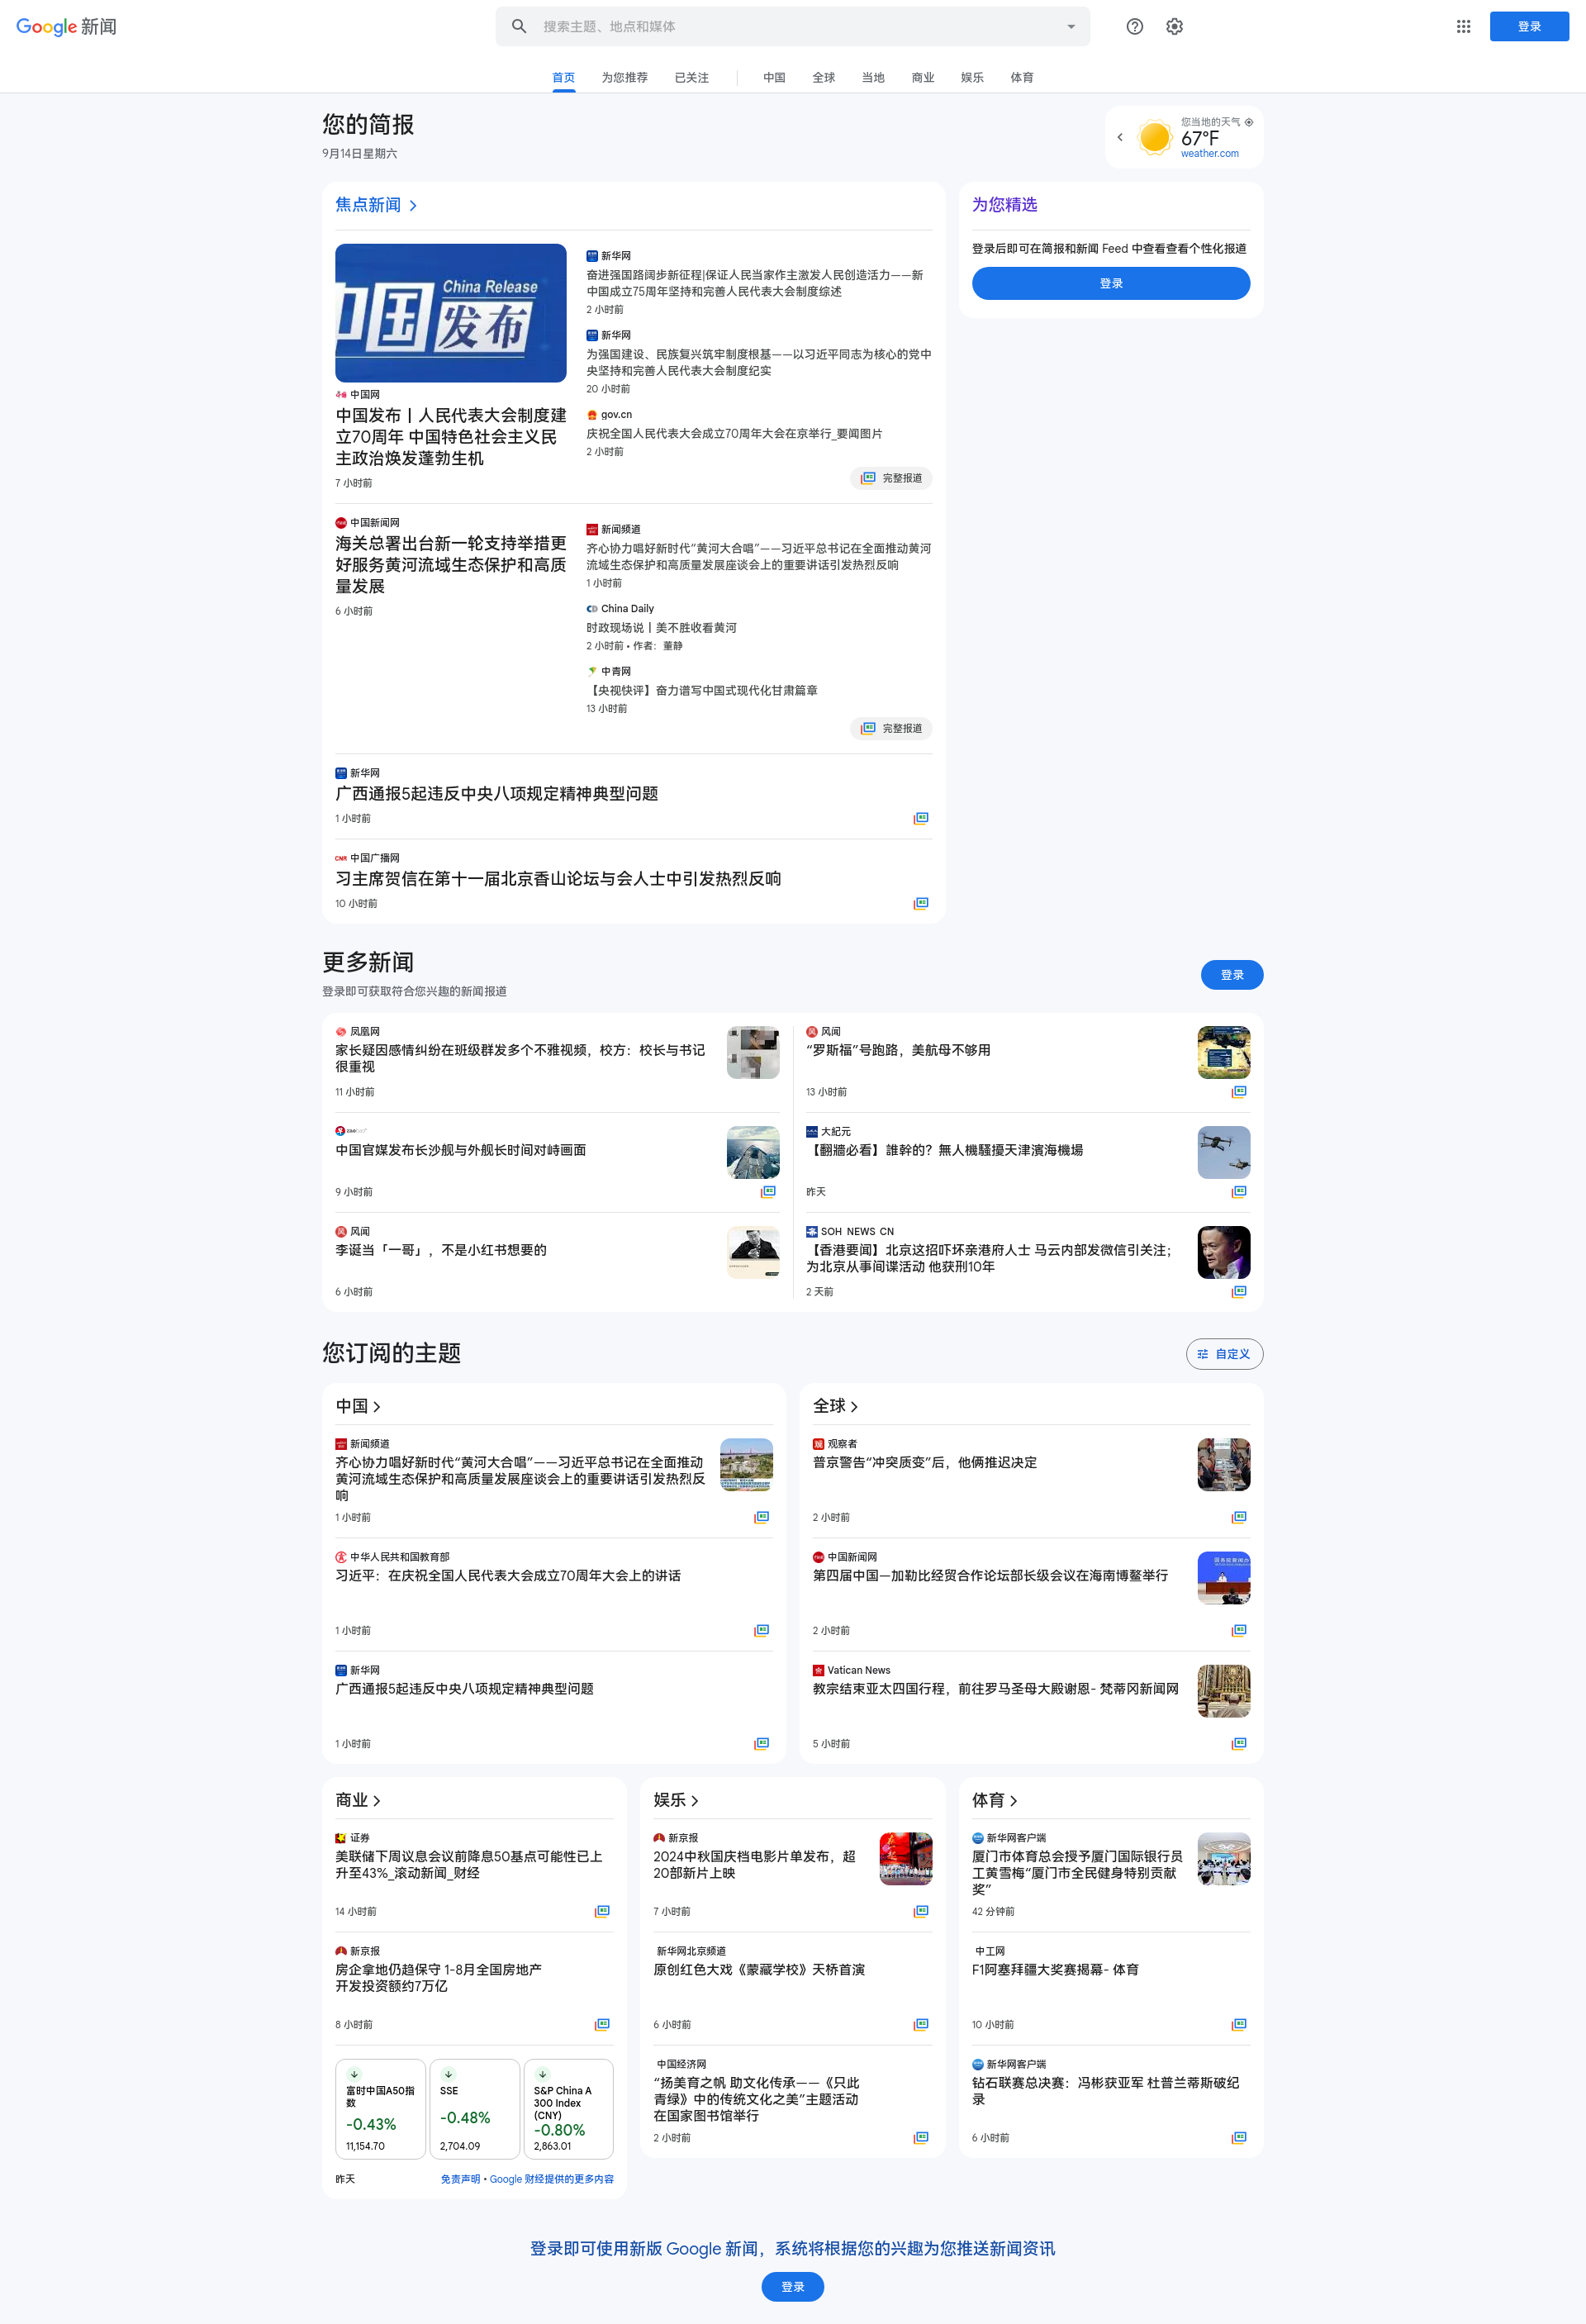 Google 新闻
搜索主题、地点和媒体
登录
首页
为您推荐
已关注
中国
全球
当地
商业
娱乐
体育
您的简报
9月14日星期六
您当地的天气
67°F
weather.com
焦点新闻
China Release
中国发布
中国网
中国发布丨人民代表大会制度建
立70周年 中国特色社会主义民
主政治焕发蓬勃生机
7 小时前
新华网
奋进强国路阔步新征程|保证人民当家作主激发人民创造活力——新
中国成立75周年坚持和完善人民代表大会制度综述
2 小时前
新华网
为强国建设、民族复兴筑牢制度根基——以习近平同志为核心的党中
央坚持和完善人民代表大会制度纪实
20 小时前
gov.cn
庆祝全国人民代表大会成立70周年大会在京举行_要闻图片
2 小时前
完整报道
中国新闻网
海关总署出台新一轮支持举措更
好服务黄河流域生态保护和高质
量发展
6 小时前
新闻频道
齐心协力唱好新时代“黄河大合唱”——习近平总书记在全面推动黄河
流域生态保护和高质量发展座谈会上的重要讲话引发热烈反响
1 小时前
China Daily
时政现场说丨美不胜收看黄河
2 小时前 • 作者：董静
中青网
【央视快评】奋力谱写中国式现代化甘肃篇章
13 小时前
完整报道
新华网
广西通报5起违反中央八项规定精神典型问题
1 小时前
CNR 中国广播网
习主席贺信在第十一届北京香山论坛与会人士中引发热烈反响
10 小时前
为您精选
登录后即可在简报和新闻 Feed 中查看查看个性化报道
登录
更多新闻
登录即可获取符合您兴趣的新闻报道
登录
凤凰网
家长疑因感情纠纷在班级群发多个不雅视频，校方：校长与书记
很重视
11 小时前
中国官媒发布长沙舰与外舰长时间对峙画面
9 小时前
风闻
李诞当「一哥」，不是小红书想要的
6 小时前
风闻
“罗斯福”号跑路，美航母不够用
13 小时前
大紀元
【翻牆必看】誰幹的？無人機騷擾天津濱海機場
昨天
SOH NEWS CN
【香港要闻】北京这招吓坏亲港府人士 马云内部发微信引关注；
为北京从事间谍活动 他获刑10年
2 天前
您订阅的主题
自定义
中国
新闻频道
齐心协力唱好新时代“黄河大合唱”——习近平总书记在全面推动
黄河流域生态保护和高质量发展座谈会上的重要讲话引发热烈反
响
1 小时前
中华人民共和国教育部
习近平：在庆祝全国人民代表大会成立70周年大会上的讲话
1 小时前
新华网
广西通报5起违反中央八项规定精神典型问题
1 小时前
全球
观察者
普京警告“冲突质变”后，他俩推迟决定
2 小时前
中国新闻网
第四届中国—加勒比经贸合作论坛部长级会议在海南博鳌举行
2 小时前
Vatican News
教宗结束亚太四国行程，前往罗马圣母大殿谢恩- 梵蒂冈新闻网
5 小时前
商业
证券
美联储下周议息会议前降息50基点可能性已上
升至43%_滚动新闻_财经
14 小时前
新京报
房企拿地仍趋保守 1-8月全国房地产
开发投资额约7万亿
8 小时前
富时中国A50指
数
-0.43%
11,154.70
SSE
-0.48%
2,704.09
S&P China A
300 Index
(CNY)
-0.80%
2,863.01
昨天
免责声明 • Google 财经提供的更多内容
娱乐
新京报
2024中秋国庆档电影片单发布，超
20部新片上映
7 小时前
新华网北京频道
原创红色大戏《蒙藏学校》天桥首演
6 小时前
中国经济网
“扬美育之帆 助文化传承——《只此
青绿》中的传统文化之美”主题活动
在国家图书馆举行
2 小时前
体育
新华网客户端
厦门市体育总会授予厦门国际银行员
工黄雪梅“厦门市全民健身特别贡献
奖”
42 分钟前
中工网
F1阿塞拜疆大奖赛揭幕- 体育
10 小时前
新华网客户端
钻石联赛总决赛：冯彬获亚军 杜普兰蒂斯破纪
录
6 小时前
登录即可使用新版 Google 新闻，系统将根据您的兴趣为您推送新闻资讯
登录